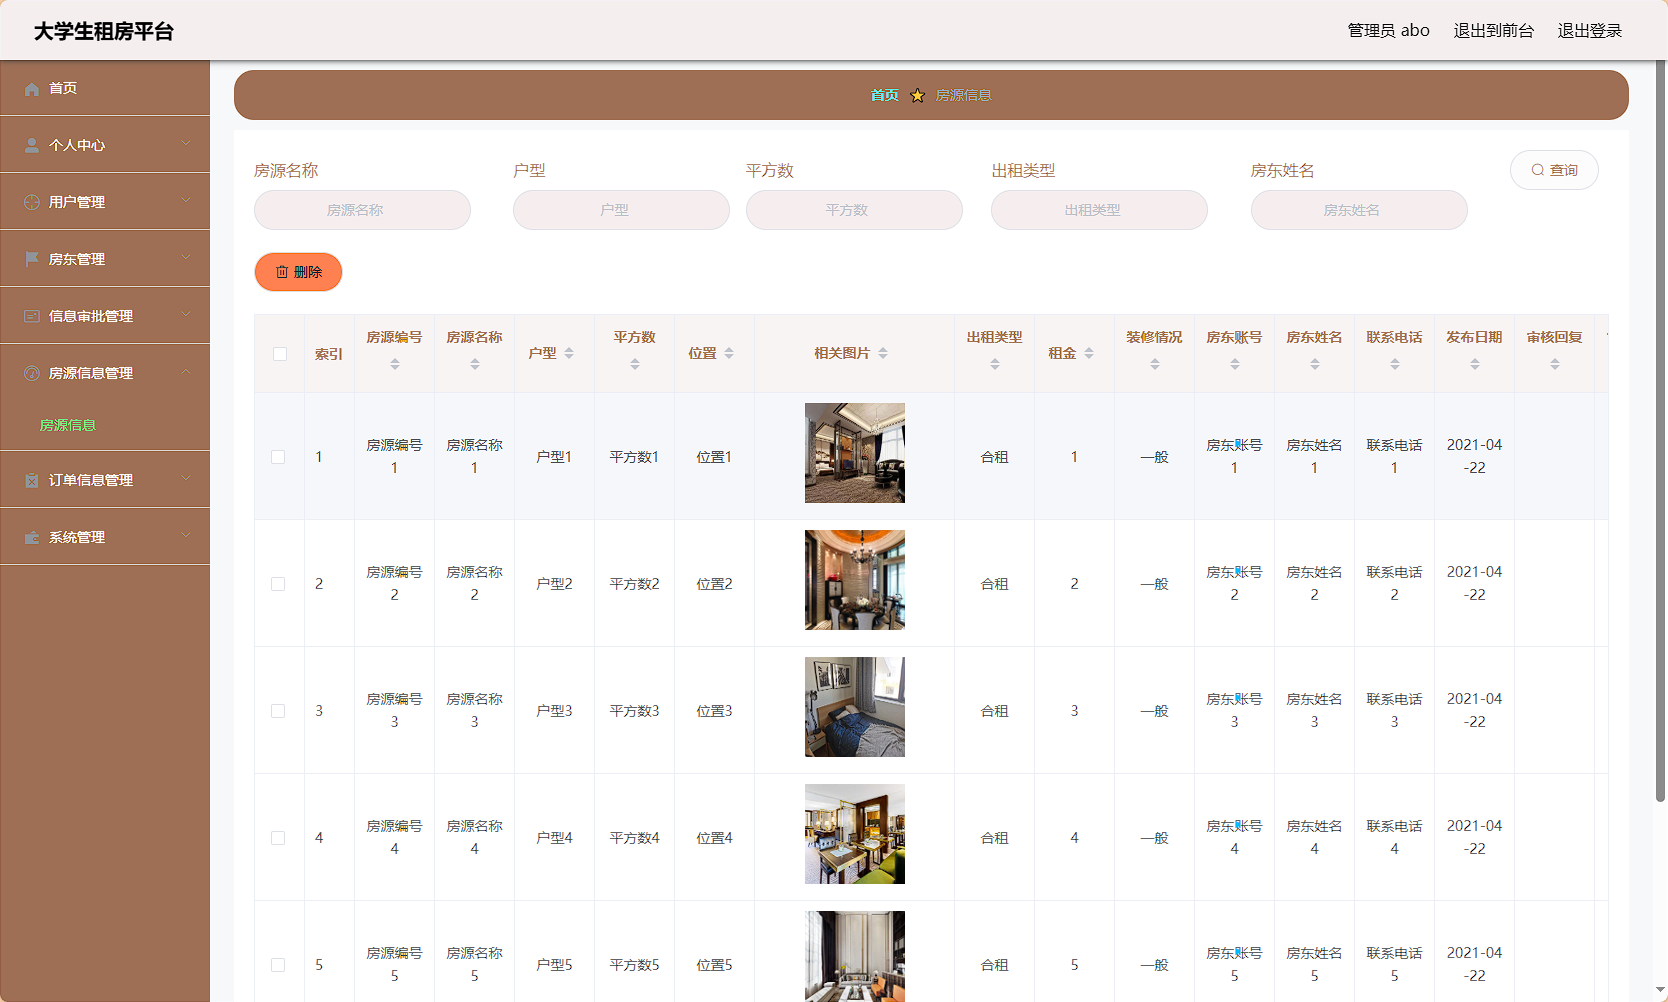 大学生租房平台
管理员 abo 退出到前台 退出登录
首页
个人中心
用户管理
房东管理
信息审批管理
房源信息管理
房源信息
订单信息管理
系统管理
首页 房源信息
房源名称 户型 平方数 出租类型 房东姓名
房源名称 户型 平方数 出租类型 房东姓名 查询
删除
索引 房源编号 房源名称 户型 平方数 位置 相关图片 出租类型 租金 装修情况 房东账号 房东姓名 联系电话 发布日期 审核回复
1 房源编号1 房源名称1 户型1 平方数1 位置1 合租 1 一般 房东账号1 房东姓名1 联系电话1 2021-04-22
2 房源编号2 房源名称2 户型2 平方数2 位置2 合租 2 一般 房东账号2 房东姓名2 联系电话2 2021-04-22
3 房源编号3 房源名称3 户型3 平方数3 位置3 合租 3 一般 房东账号3 房东姓名3 联系电话3 2021-04-22
4 房源编号4 房源名称4 户型4 平方数4 位置4 合租 4 一般 房东账号4 房东姓名4 联系电话4 2021-04-22
5 房源编号5 房源名称5 户型5 平方数5 位置5 合租 5 一般 房东账号5 房东姓名5 联系电话5 2021-04-22